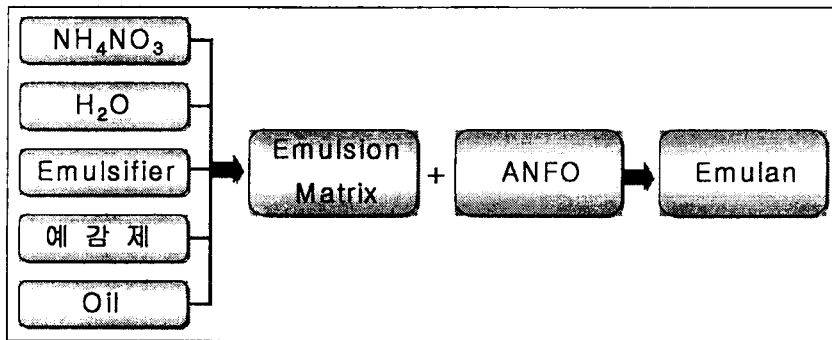 NH₄NO₃
H₂O
Emulsifier
예 감 제
Oil
Emulsion
Matrix
+
ANFO
Emulan